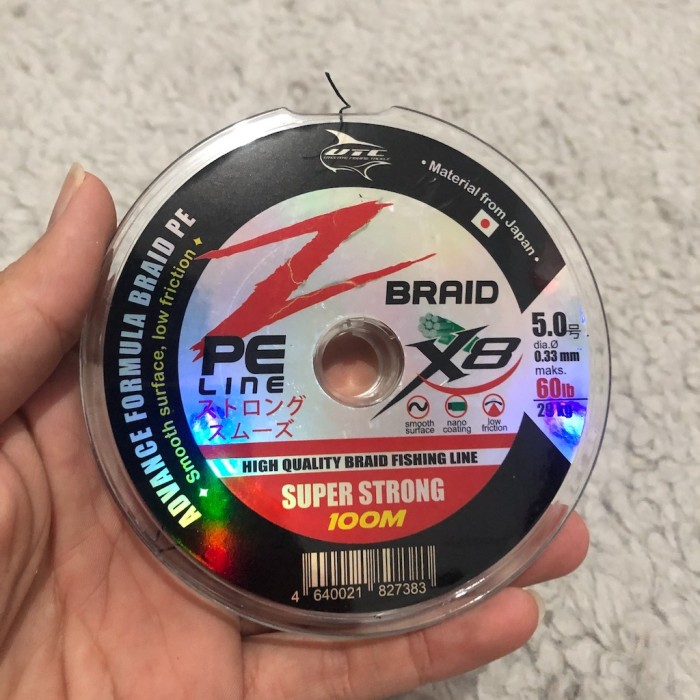 UTC
• Material from Japan •
ADVANCE FORMULA BRAID PE
Smooth surface, low friction
Z
BRAID
X8
PE
LINE
ストロング
スムーズ
smooth
surface
nano
coating
low
friction
5.0号
dia.Ø
0.33 mm
maks.
60lb
29 kg
HIGH QUALITY BRAID FISHING LINE
SUPER STRONG
100M
4 640021 827383